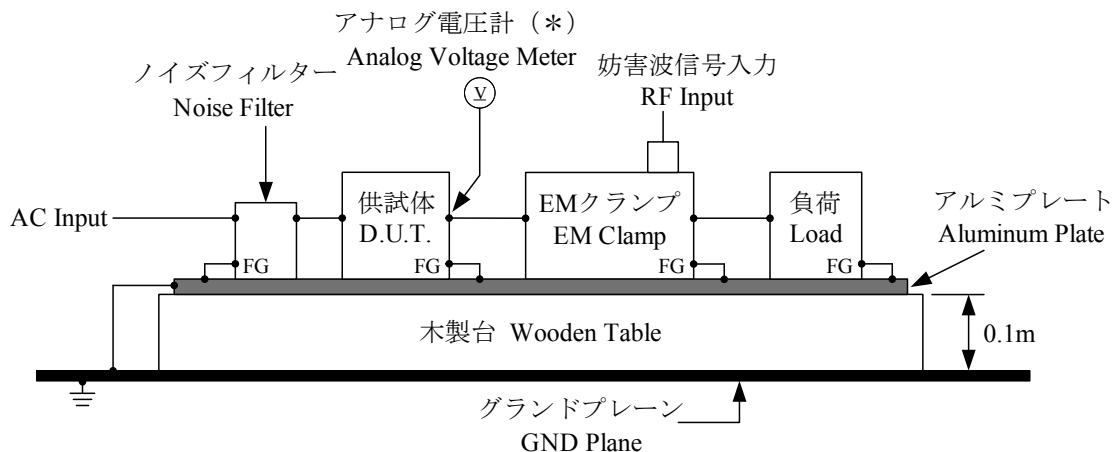 アナログ電圧計（＊）
Analog Voltage Meter
ノイズフィルター
Noise Filter
妨害波信号入力
RF Input
V
AC Input
供試体
D.U.T.
EMクランプ
EM Clamp
負荷
Load
アルミプレート
Aluminum Plate
FG
FG
FG
FG
木製台 Wooden Table
0.1m
グランドプレーン
GND Plane